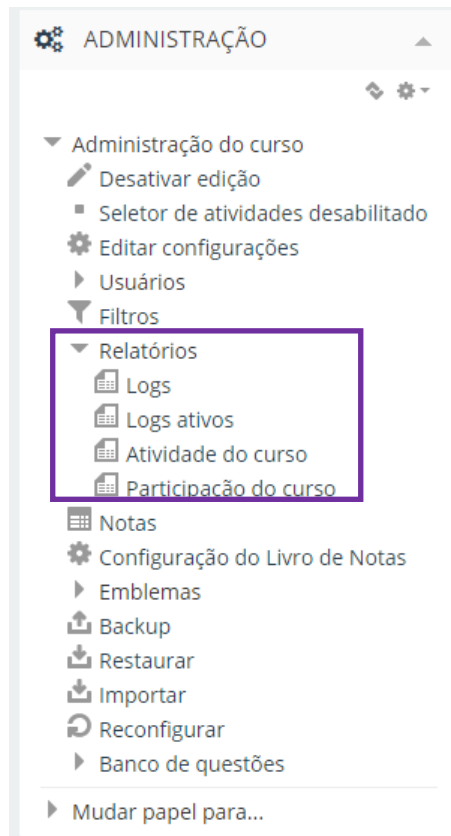 ADMINISTRAÇÃO
Administração do curso
Desativar edição
Seletor de atividades desabilitado
Editar configurações
Usuários
Filtros
Relatórios
Logs
Logs ativos
Atividade do curso
Participação do curso
Notas
Configuração do Livro de Notas
Emblemas
Backup
Restaurar
Importar
Reconfigurar
Banco de questões
Mudar papel para...